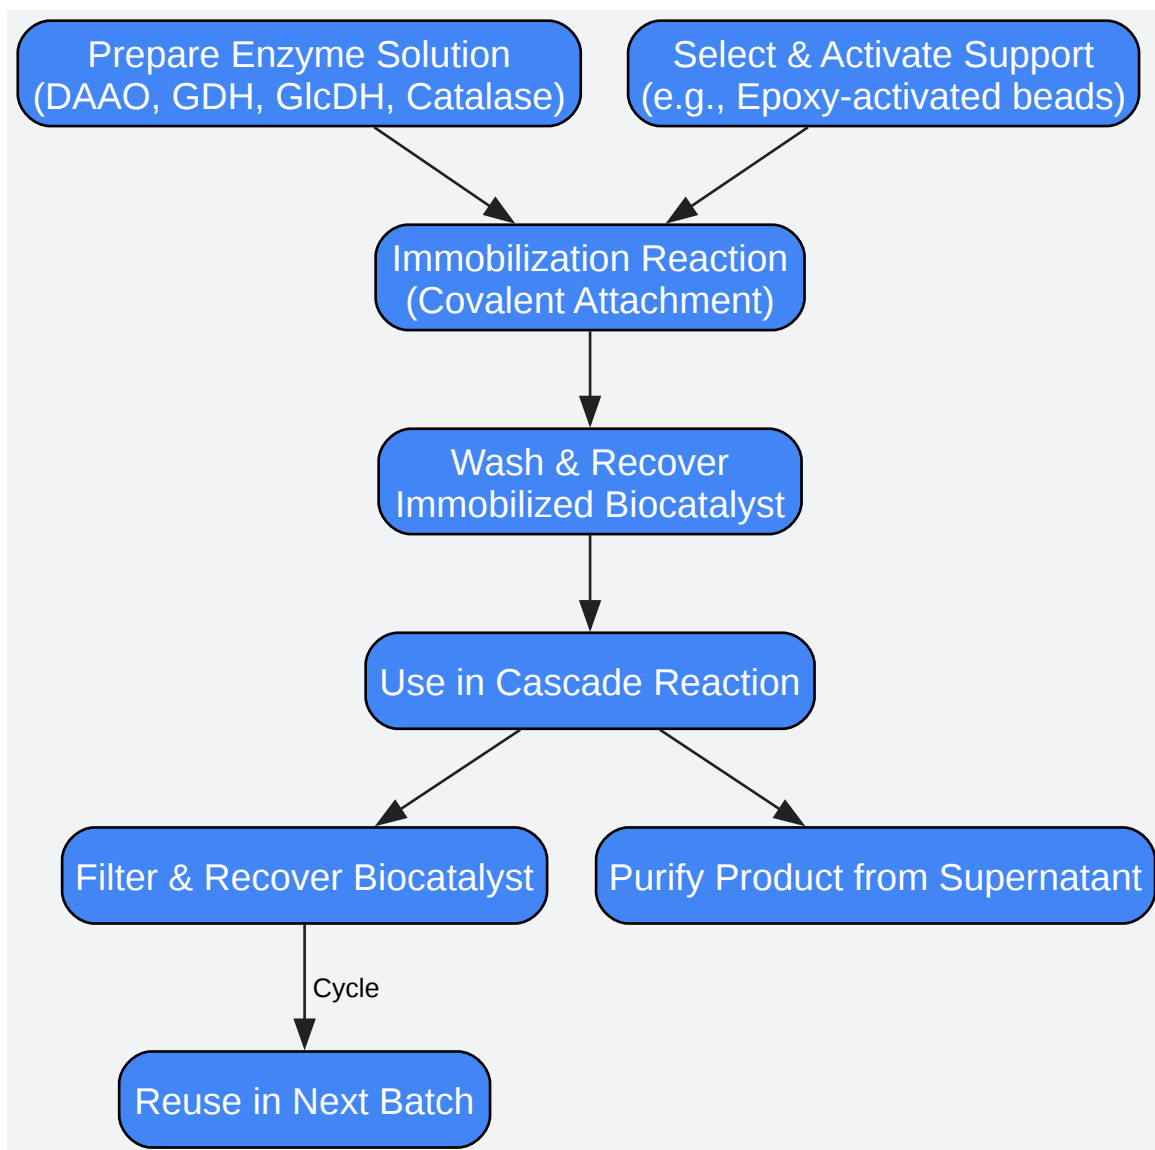 Prepare Enzyme Solution
(DAAO, GDH, GlcDH, Catalase)
Select & Activate Support
(e.g., Epoxy-activated beads)
Immobilization Reaction
(Covalent Attachment)
Wash & Recover
Immobilized Biocatalyst
Use in Cascade Reaction
Filter & Recover Biocatalyst
Purify Product from Supernatant
Cycle
Reuse in Next Batch